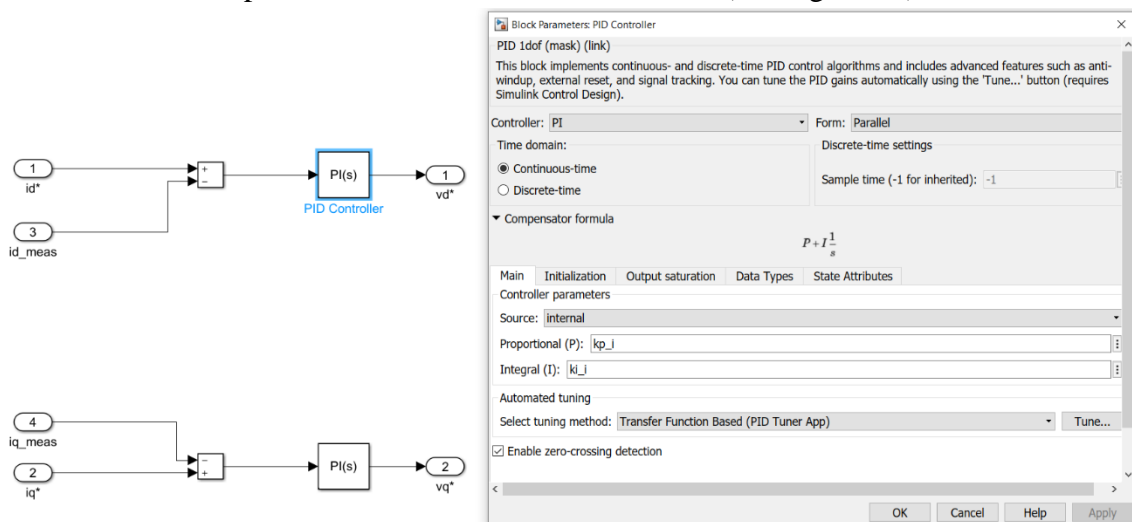 1
id*
3
id_meas
+
−
PI(s)
PID Controller
1
vd*
4
iq_meas
2
iq*
−
+
PI(s)
2
vq*
Block Parameters: PID Controller
PID 1dof (mask) (link)
This block implements continuous- and discrete-time PID control algorithms and includes advanced features such as anti-
windup, external reset, and signal tracking. You can tune the PID gains automatically using the 'Tune...' button (requires
Simulink Control Design).
Controller: PI
Form: Parallel
Time domain:
Continuous-time
Discrete-time
Discrete-time settings
Sample time (-1 for inherited): -1
Compensator formula
P + I 1/s
Main Initialization Output saturation Data Types State Attributes
Controller parameters
Source: internal
Proportional (P): kp_i
Integral (I): ki_i
Automated tuning
Select tuning method: Transfer Function Based (PID Tuner App) Tune...
Enable zero-crossing detection
OK Cancel Help Apply